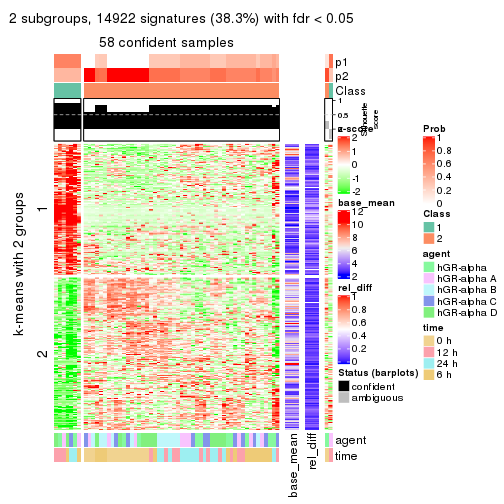 2 subgroups, 14922 signatures (38.3%) with fdr < 0.05
58 confident samples
p1
p2
Class
1
0.5
0
Silhouette
score
k-means with 2 groups
1
2
z-score
2
1
0
-1
-2
base_mean
12
10
8
6
4
2
rel_diff
1
0.8
0.6
0.4
0.2
0
Status (barplots)
confident
ambiguous
Prob
1
0.8
0.6
0.4
0.2
0
Class
1
2
agent
hGR-alpha
hGR-alpha A
hGR-alpha B
hGR-alpha C
hGR-alpha D
time
0 h
12 h
24 h
6 h
agent
time
base_mean
rel_diff